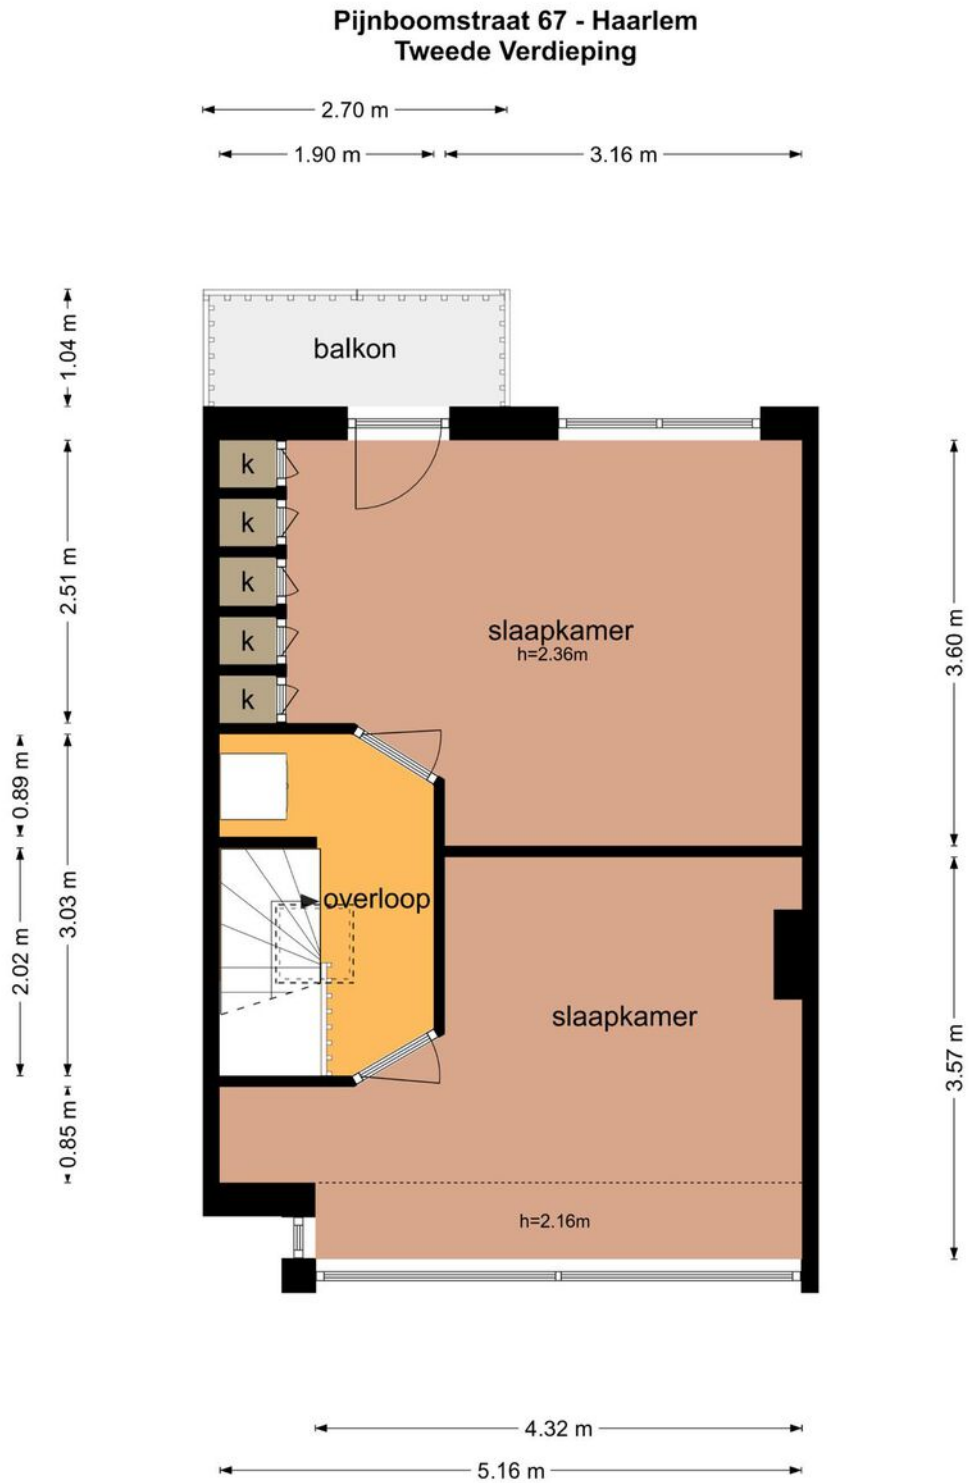 Pijnboomstraat 67 - Haarlem
Tweede Verdieping
2.70 m
1.90 m
3.16 m
1.04 m
balkon
k
k
k
k
k
2.51 m
slaapkamer
h=2.36m
3.60 m
0.89 m
3.03 m
2.02 m
overloop
slaapkamer
3.57 m
0.85 m
h=2.16m
4.32 m
5.16 m